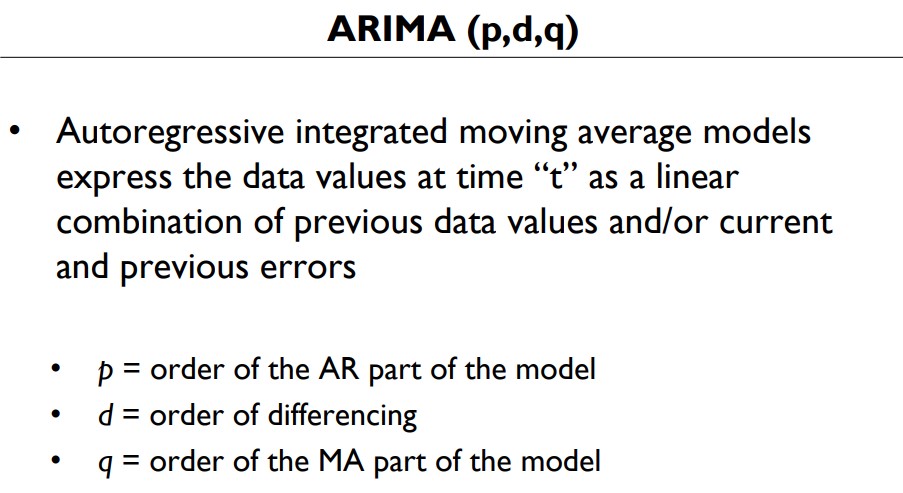 ARIMA (p,d,q)
• Autoregressive integrated moving average models
express the data values at time “t” as a linear
combination of previous data values and/or current
and previous errors
• p = order of the AR part of the model
• d = order of differencing
• q = order of the MA part of the model